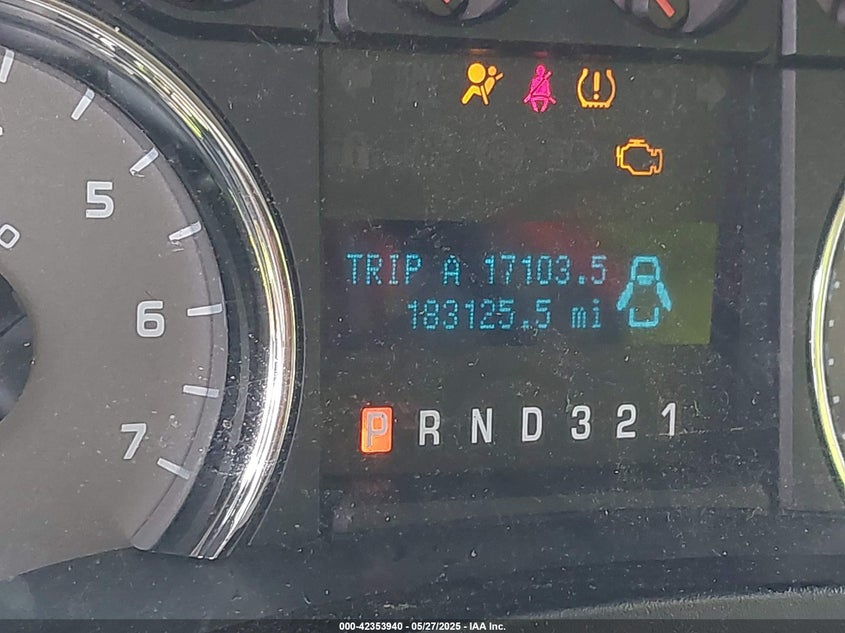 5
6
7
TRIP A 17103.5
183125.5 mi
P R N D 3 2 1
000-42353940 - 05/27/2025 - IAA Inc.